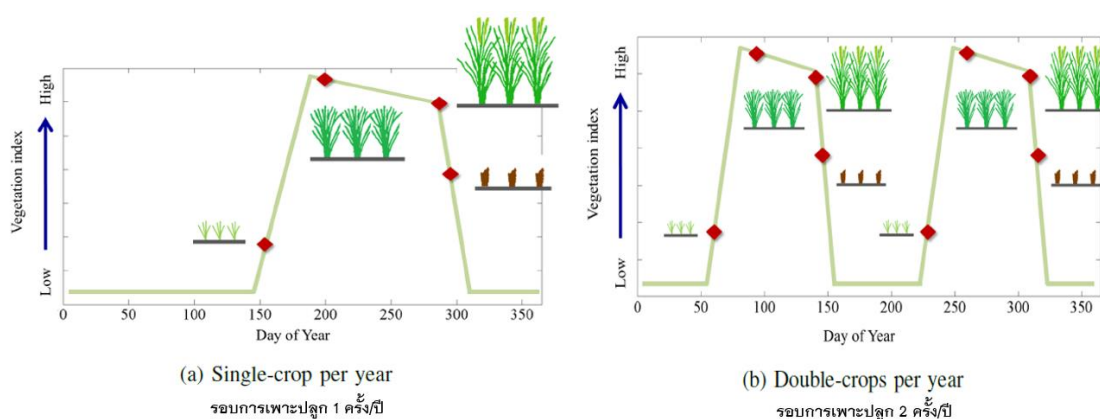 High
Vegetation index
Low
0 50 100 150 200 250 300 350
Day of Year
(a) Single-crop per year
รอบการเพาะปลูก 1 ครั้ง/ปี
High
Vegetation index
Low
0 50 100 150 200 250 300 350
Day of Year
(b) Double-crops per year
รอบการเพาะปลูก 2 ครั้ง/ปี